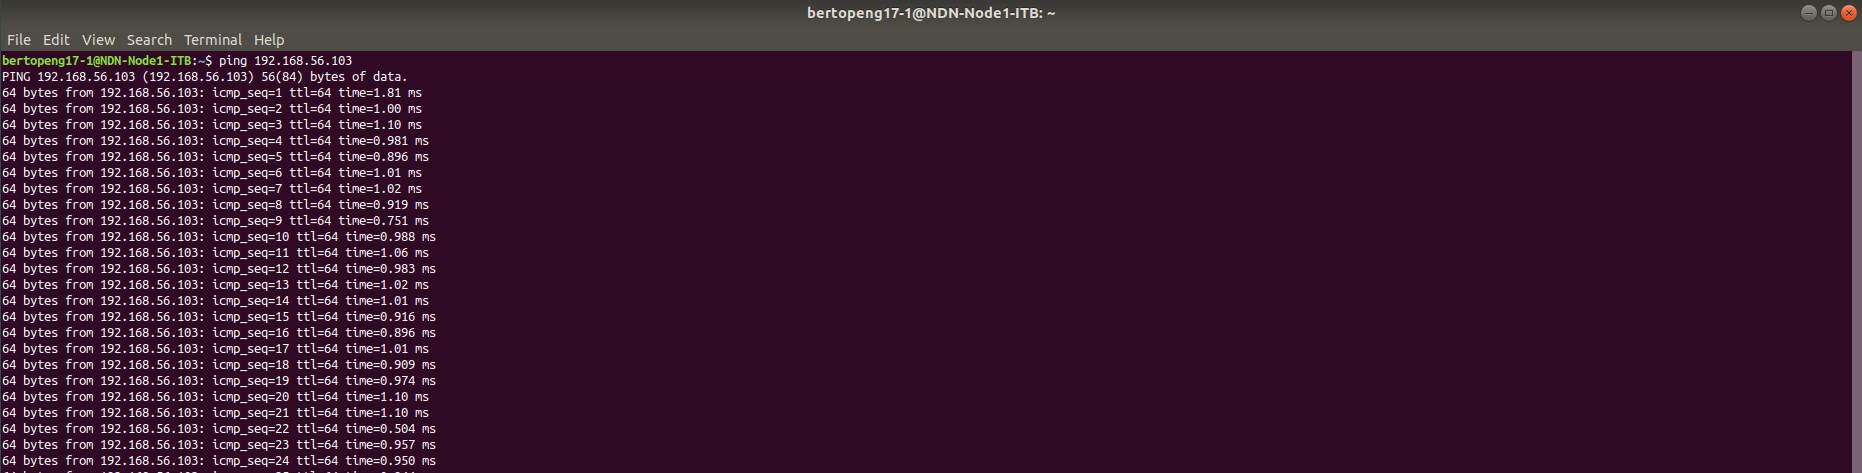 bertopeng17-1@NDN-Node1-ITB: ~
File Edit View Search Terminal Help
bertopeng17-1@NDN-Node1-ITB:~$ ping 192.168.56.103
PING 192.168.56.103 (192.168.56.103) 56(84) bytes of data.
64 bytes from 192.168.56.103: icmp_seq=1 ttl=64 time=1.81 ms
64 bytes from 192.168.56.103: icmp_seq=2 ttl=64 time=1.00 ms
64 bytes from 192.168.56.103: icmp_seq=3 ttl=64 time=1.10 ms
64 bytes from 192.168.56.103: icmp_seq=4 ttl=64 time=0.981 ms
64 bytes from 192.168.56.103: icmp_seq=5 ttl=64 time=0.896 ms
64 bytes from 192.168.56.103: icmp_seq=6 ttl=64 time=1.01 ms
64 bytes from 192.168.56.103: icmp_seq=7 ttl=64 time=1.02 ms
64 bytes from 192.168.56.103: icmp_seq=8 ttl=64 time=0.919 ms
64 bytes from 192.168.56.103: icmp_seq=9 ttl=64 time=0.751 ms
64 bytes from 192.168.56.103: icmp_seq=10 ttl=64 time=0.988 ms
64 bytes from 192.168.56.103: icmp_seq=11 ttl=64 time=1.06 ms
64 bytes from 192.168.56.103: icmp_seq=12 ttl=64 time=0.983 ms
64 bytes from 192.168.56.103: icmp_seq=13 ttl=64 time=1.02 ms
64 bytes from 192.168.56.103: icmp_seq=14 ttl=64 time=1.01 ms
64 bytes from 192.168.56.103: icmp_seq=15 ttl=64 time=0.916 ms
64 bytes from 192.168.56.103: icmp_seq=16 ttl=64 time=0.896 ms
64 bytes from 192.168.56.103: icmp_seq=17 ttl=64 time=1.01 ms
64 bytes from 192.168.56.103: icmp_seq=18 ttl=64 time=0.909 ms
64 bytes from 192.168.56.103: icmp_seq=19 ttl=64 time=0.974 ms
64 bytes from 192.168.56.103: icmp_seq=20 ttl=64 time=1.10 ms
64 bytes from 192.168.56.103: icmp_seq=21 ttl=64 time=1.10 ms
64 bytes from 192.168.56.103: icmp_seq=22 ttl=64 time=0.504 ms
64 bytes from 192.168.56.103: icmp_seq=23 ttl=64 time=0.957 ms
64 bytes from 192.168.56.103: icmp_seq=24 ttl=64 time=0.950 ms